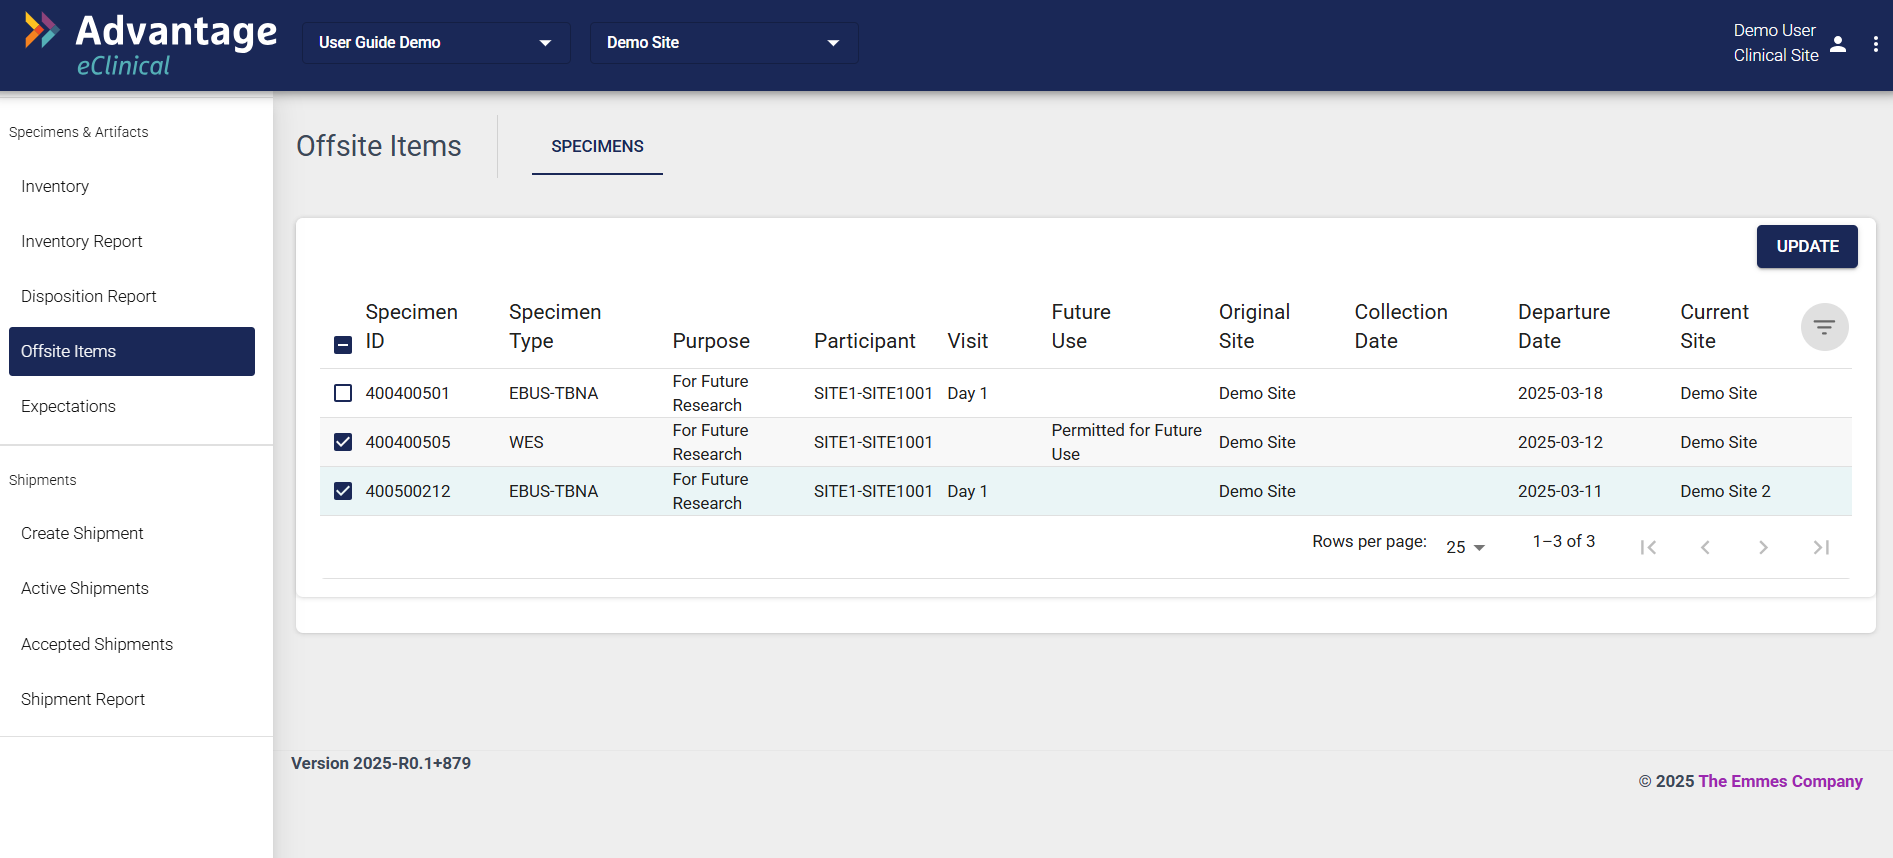 Advantage
eClinical
User Guide Demo
Demo Site
Demo User
Clinical Site
Specimens & Artifacts
Inventory
Inventory Report
Disposition Report
Offsite Items
Expectations
Shipments
Create Shipment
Active Shipments
Accepted Shipments
Shipment Report
Offsite Items
SPECIMENS
UPDATE
Specimen ID Specimen Type Purpose Participant Visit Future Use Original Site Collection Date Departure Date Current Site
400400501 EBUS-TBNA For Future Research SITE1-SITE1001 Day 1 Demo Site 2025-03-18 Demo Site
400400505 WES For Future Research SITE1-SITE1001 Permitted for Future Use Demo Site 2025-03-12 Demo Site
400500212 EBUS-TBNA For Future Research SITE1-SITE1001 Day 1 Demo Site 2025-03-11 Demo Site 2
Rows per page: 25 1–3 of 3
Version 2025-R0.1+879
© 2025 The Emmes Company